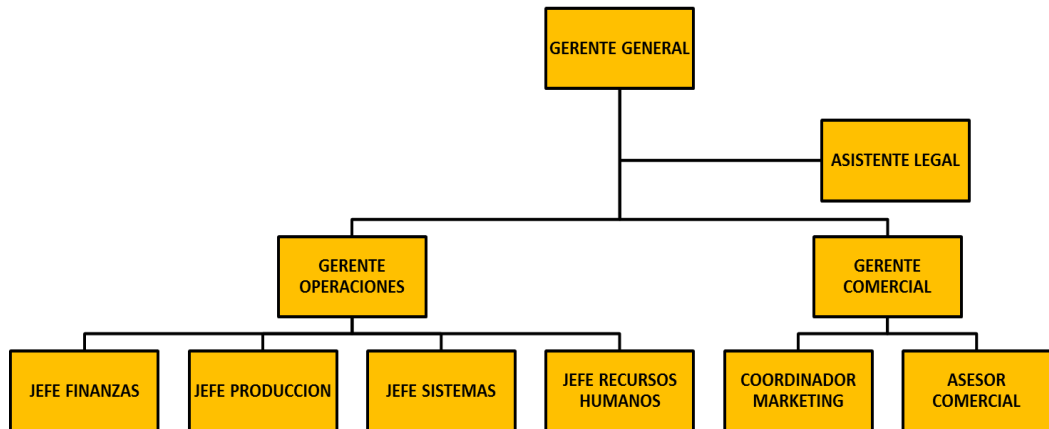 GERENTE GENERAL
ASISTENTE LEGAL
GERENTE
OPERACIONES
GERENTE
COMERCIAL
JEFE FINANZAS
JEFE PRODUCCION
JEFE SISTEMAS
JEFE RECURSOS
HUMANOS
COORDINADOR
MARKETING
ASESOR
COMERCIAL